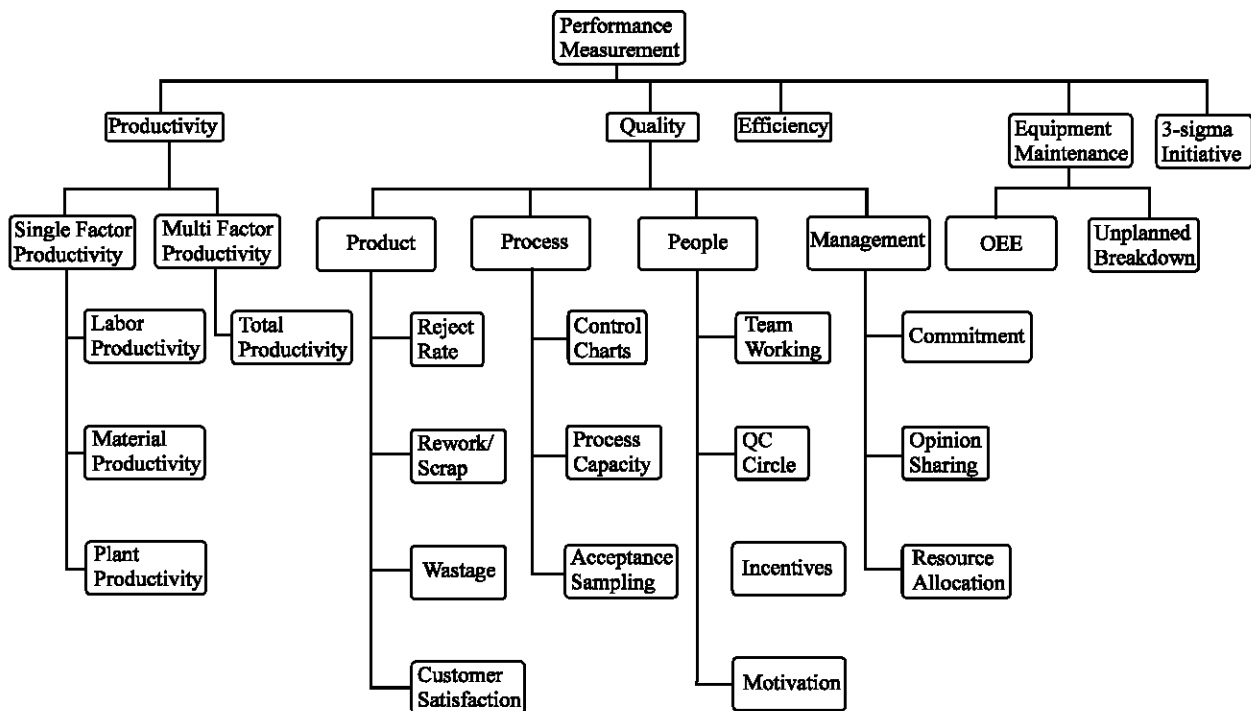 Performance
Measurement
Productivity
Quality
Efficiency
Equipment
Maintenance
3-sigma
Initiative
Single Factor
Productivity
Multi Factor
Productivity
Product
Process
People
Management
OEE
Unplanned
Breakdown
Labor
Productivity
Total
Productivity
Reject
Rate
Control
Charts
Team
Working
Commitment
Material
Productivity
Rework/
Scrap
Process
Capacity
QC
Circle
Opinion
Sharing
Plant
Productivity
Wastage
Acceptance
Sampling
Incentives
Resource
Allocation
Customer
Satisfaction
Motivation